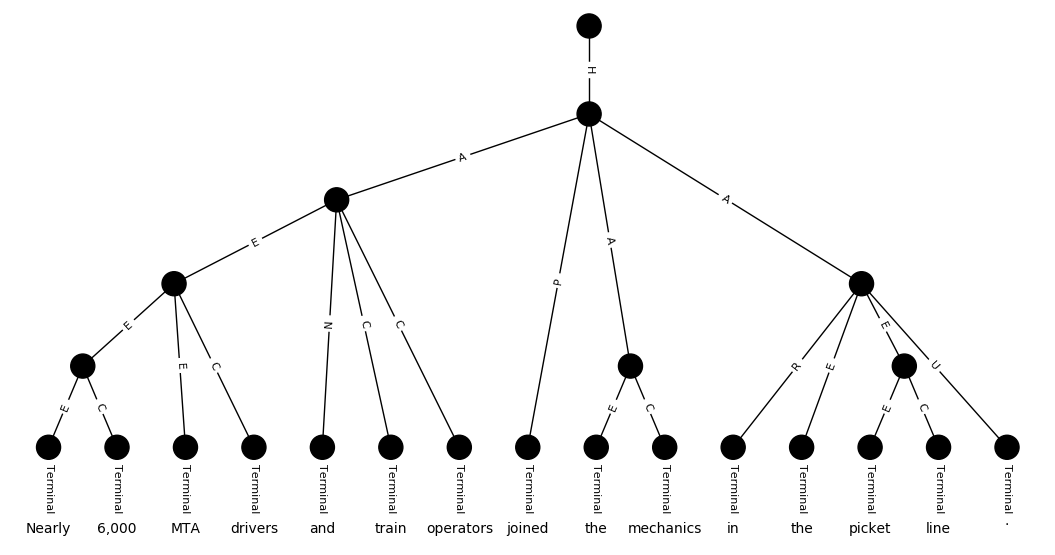 H
A
P
A
A
E
N
C
C
E
E
C
E
C
E
C
R
E
E
U
E
C
Terminal Terminal Terminal Terminal Terminal Terminal Terminal Terminal Terminal Terminal Terminal Terminal Terminal Terminal Terminal
Nearly 6,000 MTA drivers and train operators joined the mechanics in the picket line .